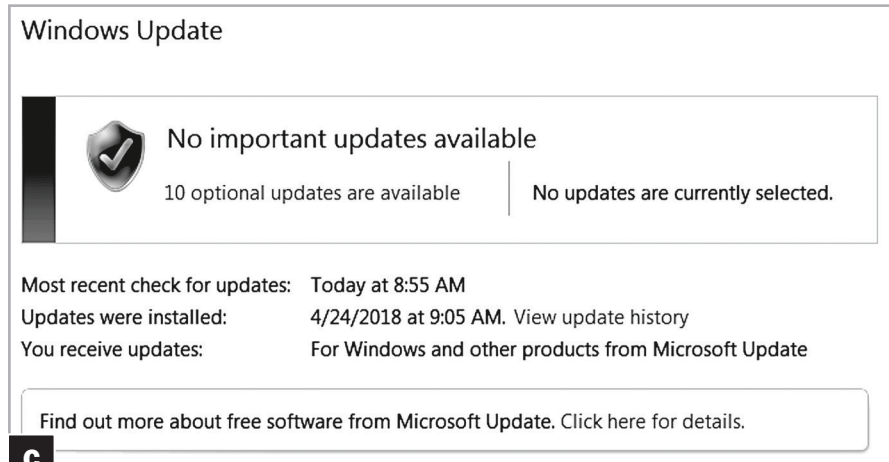 Windows Update
No important updates available
10 optional updates are available
No updates are currently selected.
Most recent check for updates: Today at 8:55 AM
Updates were installed: 4/24/2018 at 9:05 AM. View update history
You receive updates: For Windows and other products from Microsoft Update
Find out more about free software from Microsoft Update. Click here for details.
C